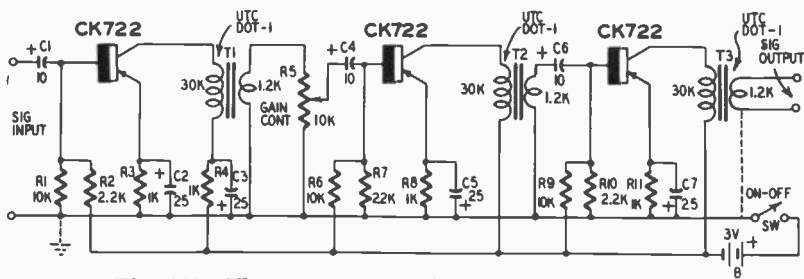 UTC
DOT-1
UTC
DOT-1
UTC
DOT-1
CK722
CK722
CK722
SIG
OUTPUT
+ C1
10
T1
30K
1.2K
R5
GAIN
CONT
10K
+ C4
10
T2
30K
1.2K
+ C6
10
T3
30K
1.2K
SIG
INPUT
R1
10K
R2
2.2K
R3
1K
+ C2
25
R4
1K
C3
+ 25
R6
10K
R7
22K
R8
1K
C5
+ 25
R9
10K
R10
2.2K
R11
1K
C7
+ 25
ON-OFF
SW
3V
+
B